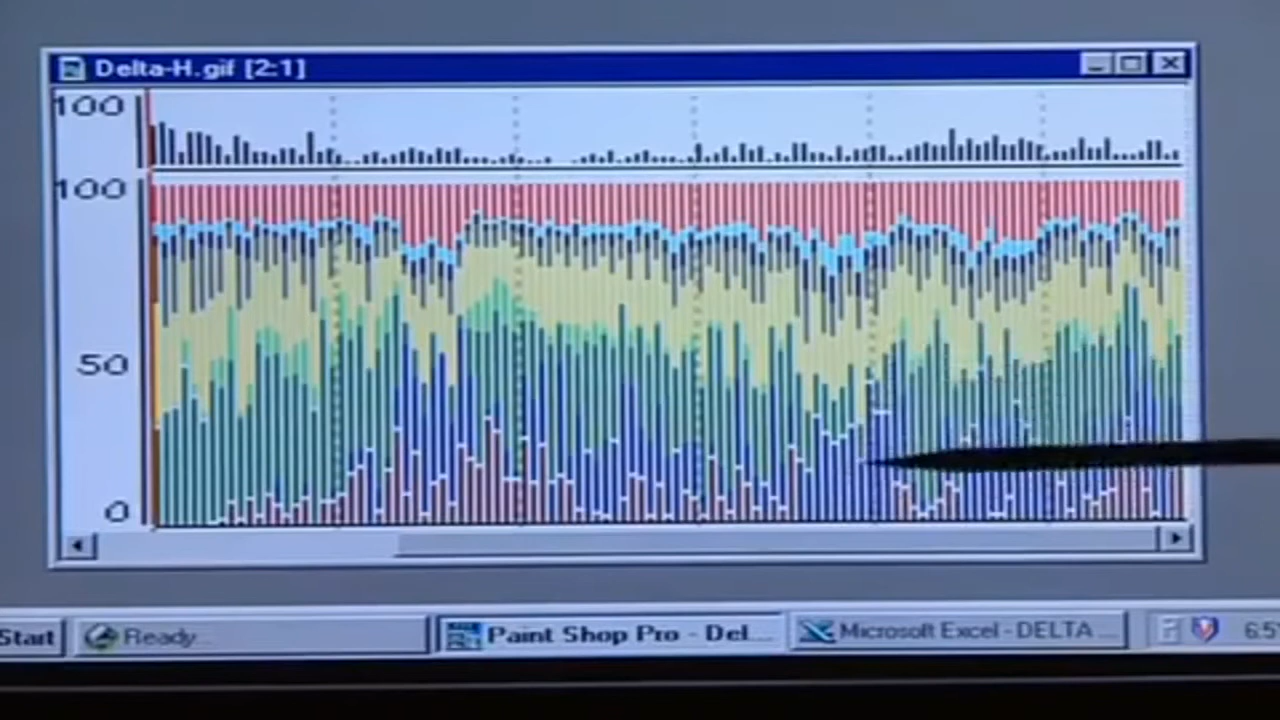 Delta-H.gif [2:1]
100
100
50
0
Start
Ready
Paint Shop Pro - Del...
Microsoft Excel - DELTA ...